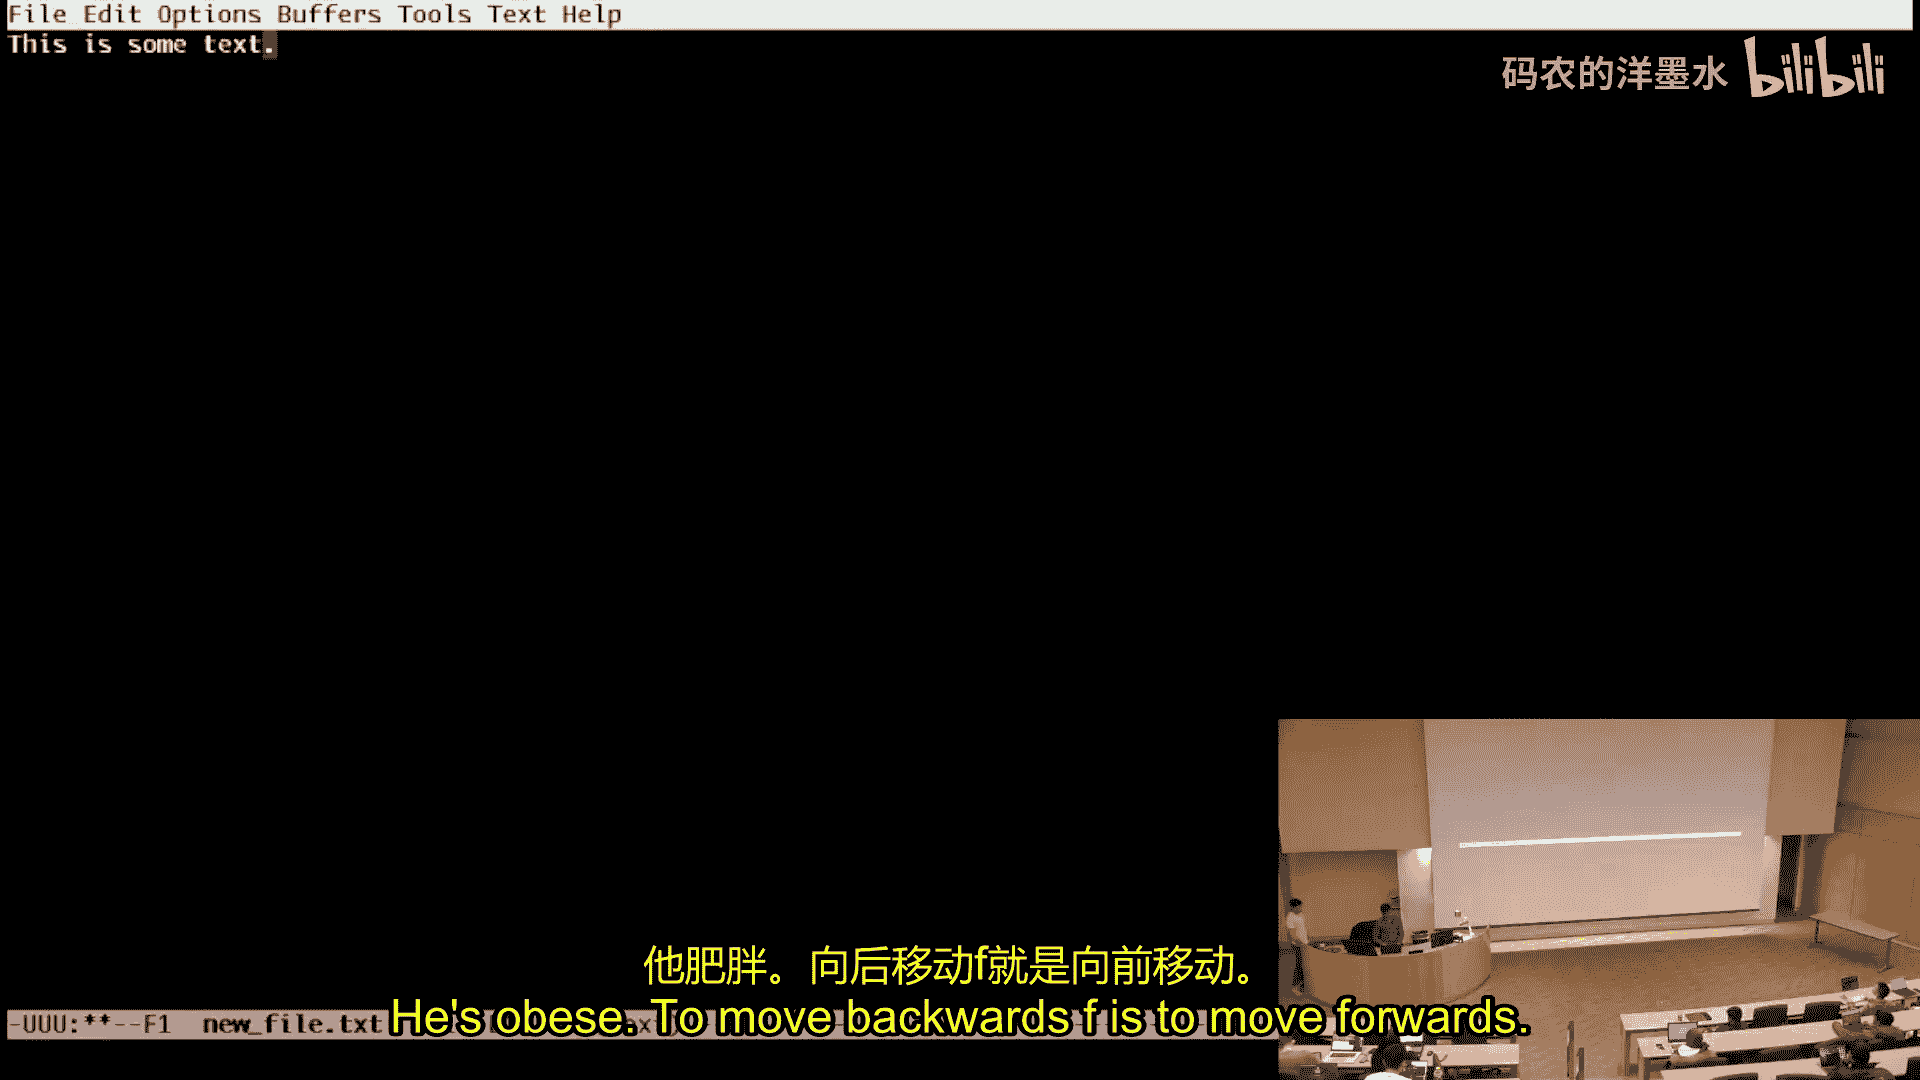 File Edit Options Buffers Tools Text Help
This is some text.
码农的洋墨水 bilibili
他肥胖。向后移动f就是向前移动。
He's obese. To move backwards f is to move forwards.
-UUU:**--F1 new_file.txt